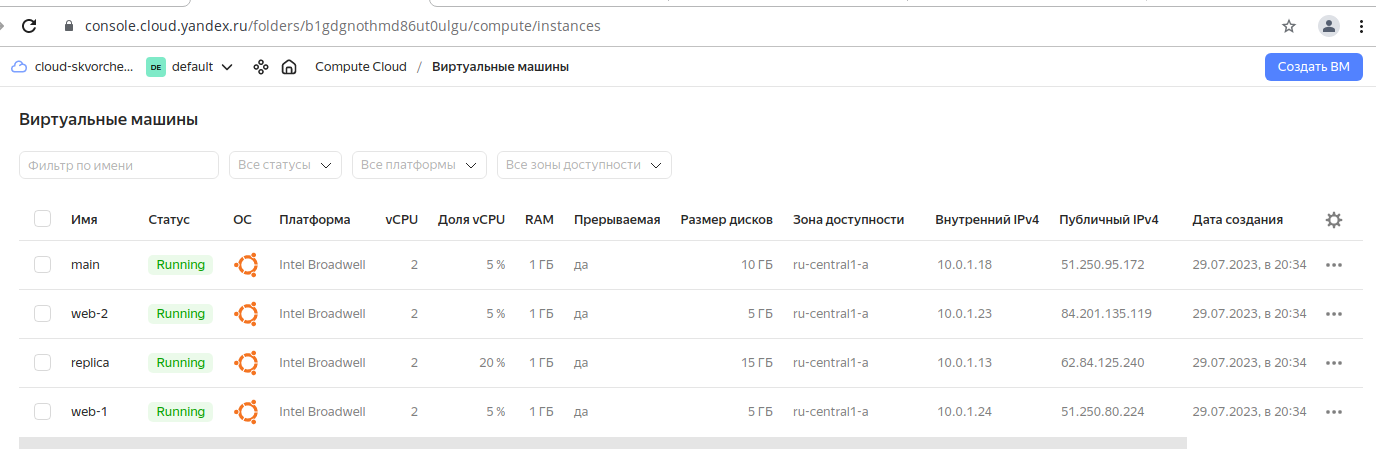 console.cloud.yandex.ru/folders/b1gdgnothmd86ut0ulgu/compute/instances
cloud-skvorche... DE default Compute Cloud / Виртуальные машины Создать ВМ
Виртуальные машины
Фильтр по имени Все статусы Все платформы Все зоны доступности
Имя Статус ОС Платформа vCPU Доля vCPU RAM Прерываемая Размер дисков Зона доступности Внутренний IPv4 Публичный IPv4 Дата создания
main Running Intel Broadwell 2 5 % 1 ГБ да 10 ГБ ru-central1-a 10.0.1.18 51.250.95.172 29.07.2023, в 20:34
web-2 Running Intel Broadwell 2 5 % 1 ГБ да 5 ГБ ru-central1-a 10.0.1.23 84.201.135.119 29.07.2023, в 20:34
replica Running Intel Broadwell 2 20 % 1 ГБ да 15 ГБ ru-central1-a 10.0.1.13 62.84.125.240 29.07.2023, в 20:34
web-1 Running Intel Broadwell 2 5 % 1 ГБ да 5 ГБ ru-central1-a 10.0.1.24 51.250.80.224 29.07.2023, в 20:34